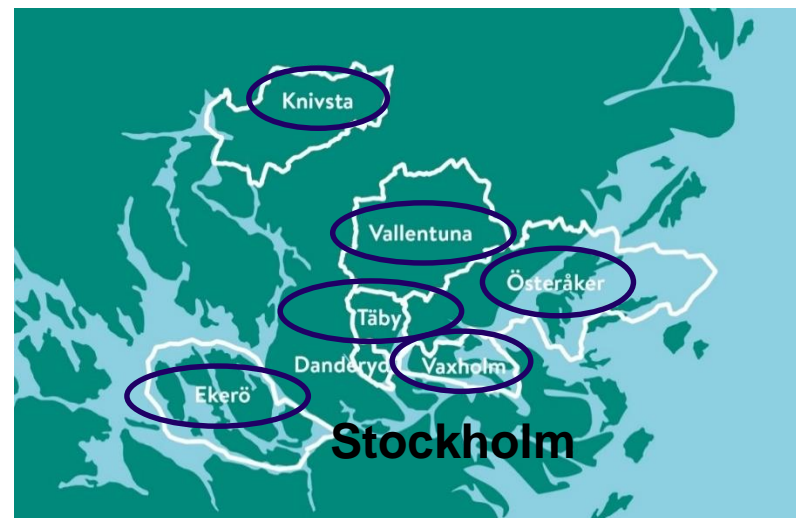 Knivsta
Vallentuna
Österåker
Täby
Danderyd
Vaxholm
Ekerö
Stockholm